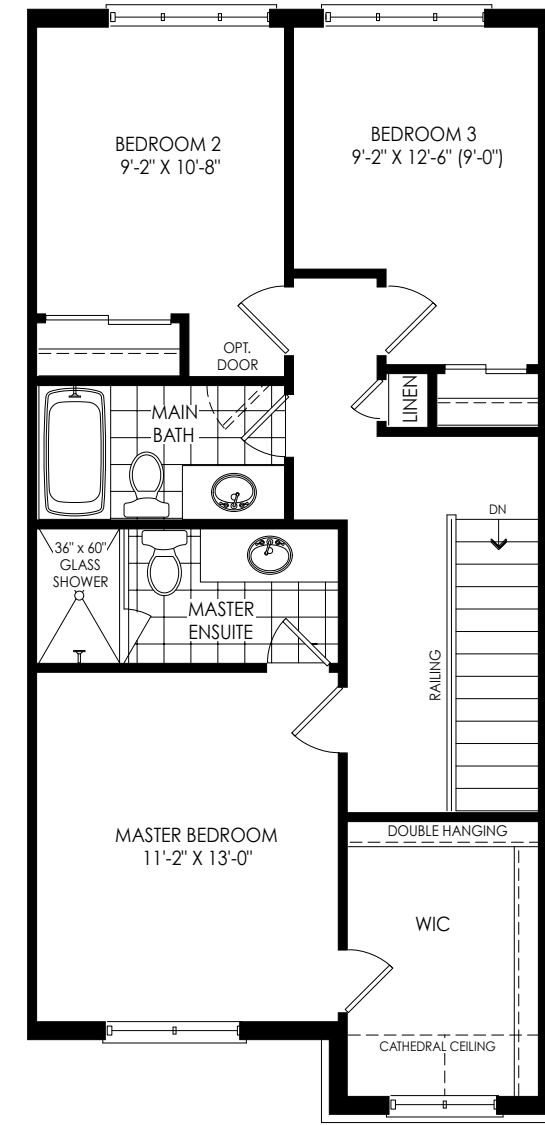 BEDROOM 2
9'-2" X 10'-8"
BEDROOM 3
9'-2" X 12'-6" (9'-0")
OPT.
DOOR
LINEN
MAIN
BATH
DN
36" x 60"
GLASS
SHOWER
MASTER
ENSUITE
RAILING
MASTER BEDROOM
11'-2" X 13'-0"
DOUBLE HANGING
WIC
CATHEDRAL CEILING